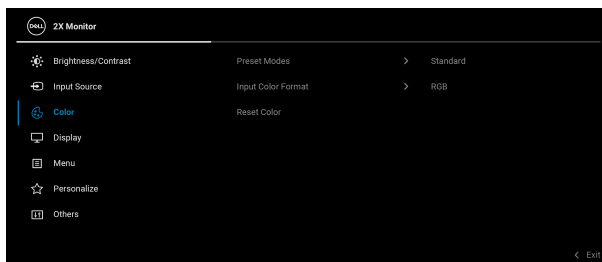 DELL 2X Monitor
Brightness/Contrast Preset Modes > Standard
Input Source Input Color Format > RGB
Color Reset Color
Display
Menu
Personalize
Others
< Exit